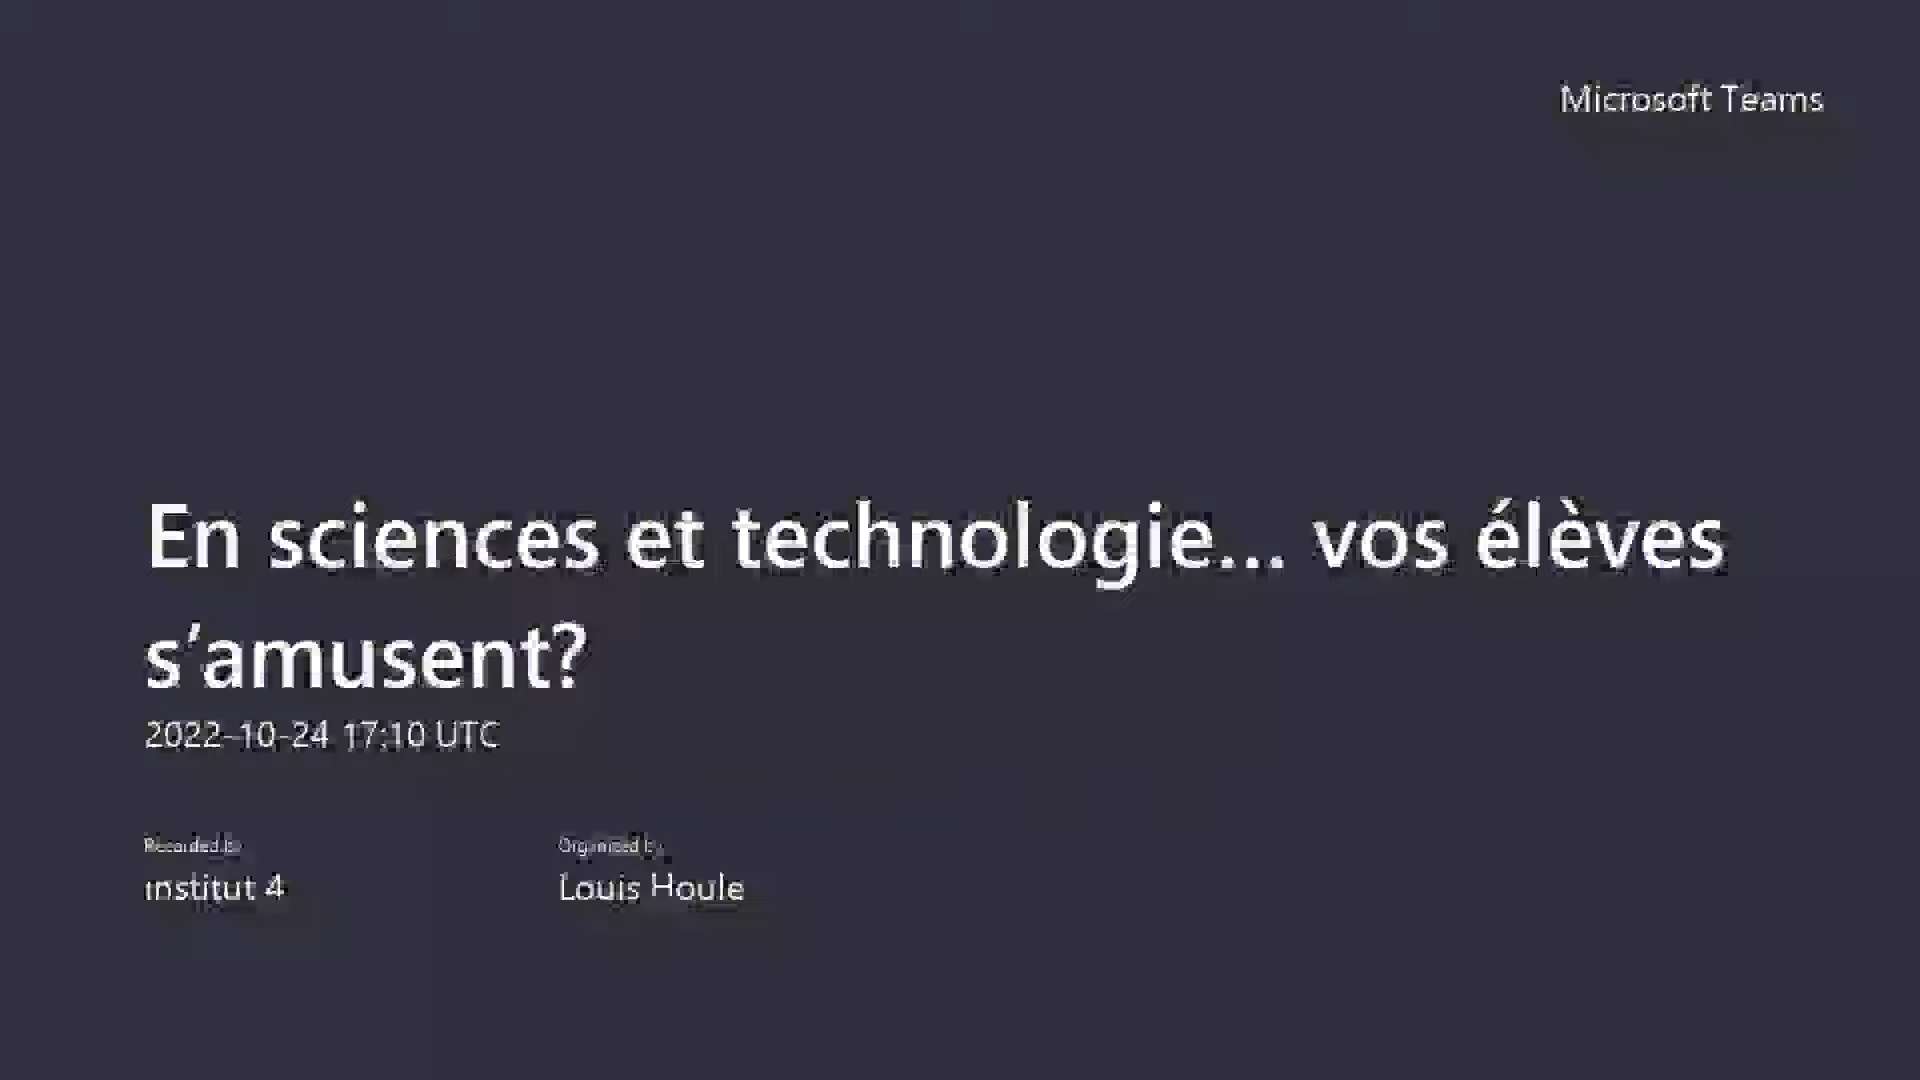 Microsoft Teams
En sciences et technologie... vos élèves
s'amusent?
2022-10-24 17:10 UTC
Recorded by
Organized by
institut 4
Louis Houle